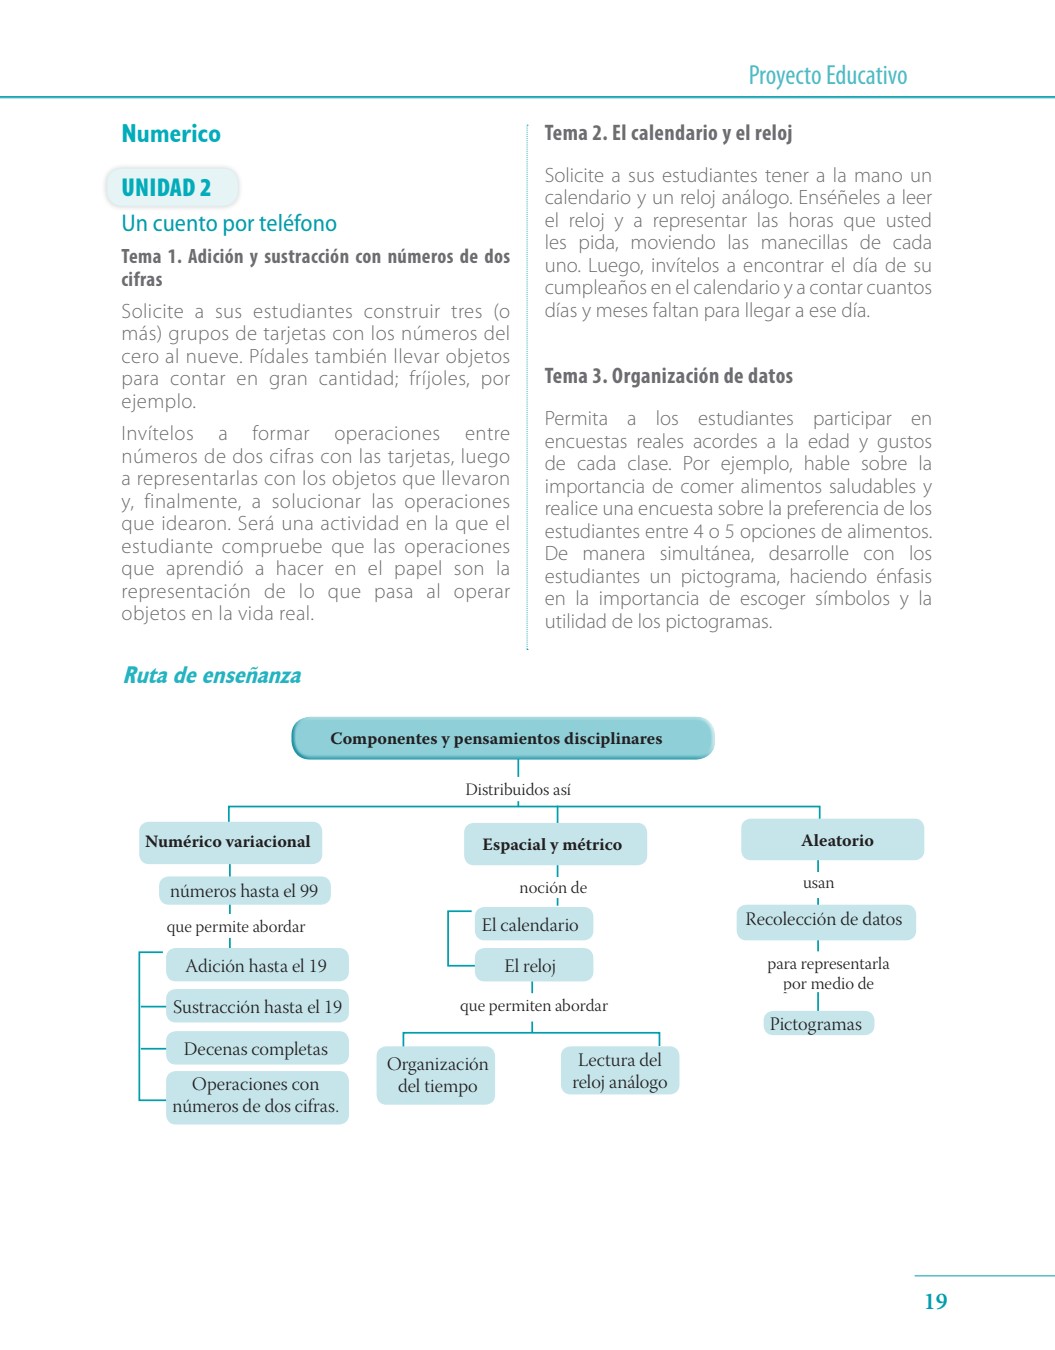 Proyecto Educativo
Numerico
UNIDAD 2
Un cuento por teléfono
Tema 1. Adición y sustracción con números de dos
cifras
Solicite a sus estudiantes construir tres (o
más) grupos de tarjetas con los números del
cero al nueve. Pídales también llevar objetos
para contar en gran cantidad; fríjoles, por
ejemplo.
Invítelos a formar operaciones entre
números de dos cifras con las tarjetas, luego
a representarlas con los objetos que llevaron
y, finalmente, a solucionar las operaciones
que idearon. Será una actividad en la que el
estudiante compruebe que las operaciones
que aprendió a hacer en el papel son la
representación de lo que pasa al operar
objetos en la vida real.
Tema 2. El calendario y el reloj
Solicite a sus estudiantes tener a la mano un
calendario y un reloj análogo. Enséñeles a leer
el reloj y a representar las horas que usted
les pida, moviendo las manecillas de cada
uno. Luego, invítelos a encontrar el día de su
cumpleaños en el calendario y a contar cuantos
días y meses faltan para llegar a ese día.
Tema 3. Organización de datos
Permita a los estudiantes participar en
encuestas reales acordes a la edad y gustos
de cada clase. Por ejemplo, hable sobre la
importancia de comer alimentos saludables y
realice una encuesta sobre la preferencia de los
estudiantes entre 4 o 5 opciones de alimentos.
De manera simultánea, desarrolle con los
estudiantes un pictograma, haciendo énfasis
en la importancia de escoger símbolos y la
utilidad de los pictogramas.
Ruta de enseñanza
Componentes y pensamientos disciplinares
Distribuidos así
Numérico variacional
números hasta el 99
que permite abordar
Adición hasta el 19
Sustracción hasta el 19
Decenas completas
Operaciones con
números de dos cifras.
Espacial y métrico
noción de
El calendario
El reloj
que permiten abordar
Organización
del tiempo
Lectura del
reloj análogo
Aleatorio
usan
Recolección de datos
para representarla
por medio de
Pictogramas
19